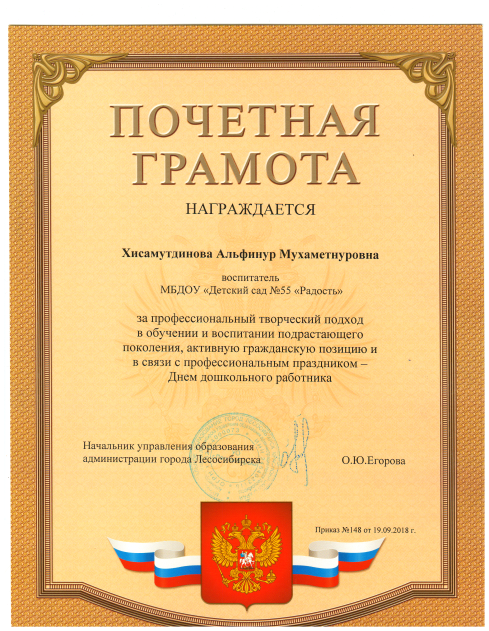 ПОЧЕТНАЯ
ГРАМОТА
НАГРАЖДАЕТСЯ
Хисамутдинова Альфинур Мухаметнуровна
воспитатель
МБДОУ «Детский сад №55 «Радость»
за профессиональный творческий подход
в обучении и воспитании подрастающего
поколения, активную гражданскую позицию и
в связи с профессиональным праздником –
Днем дошкольного работника
Начальник управления образования
администрации города Лесосибирска
О.Ю.Егорова
Приказ №148 от 19.09.2018 г.